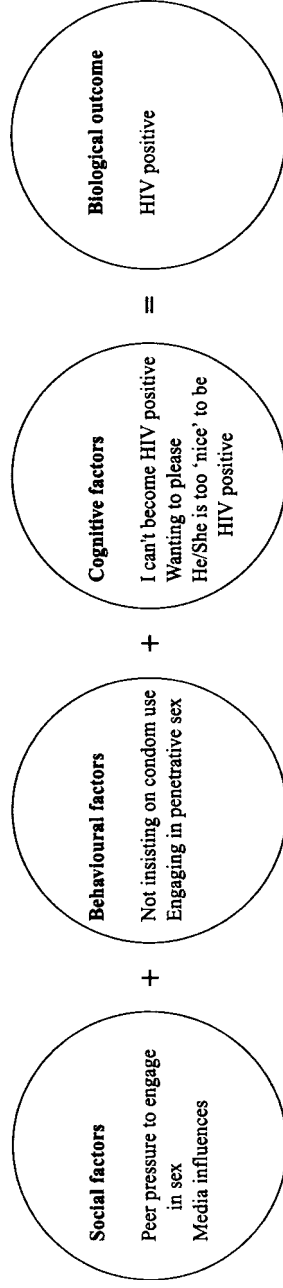 Social factors
Peer pressure to engage
in sex
Media influences
+
Behavioural factors
Not insisting on condom use
Engaging in penetrative sex
+
Cognitive factors
I can't become HIV positive
Wanting to please
He/She is too ‘nice’ to be
HIV positive
=
Biological outcome
HIV positive